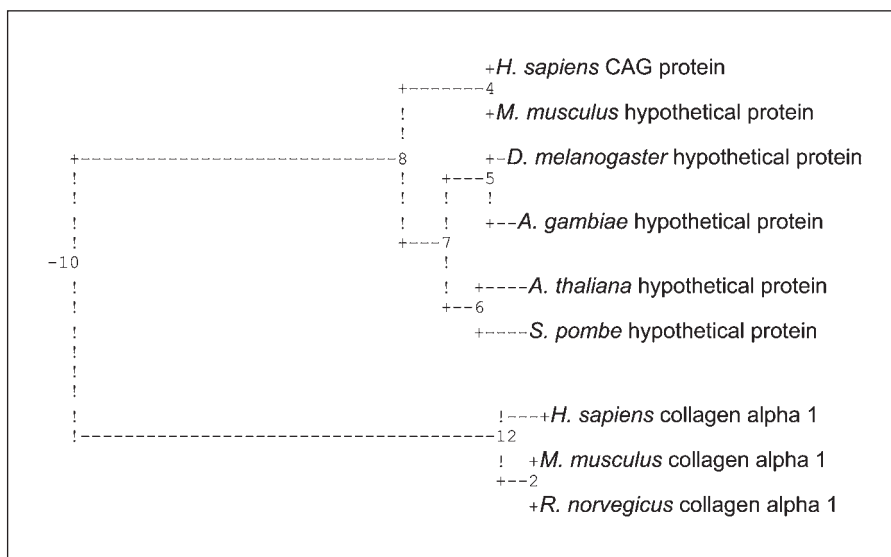 H. sapiens CAG protein
4
M. musculus hypothetical protein
8
D. melanogaster hypothetical protein
5
A. gambiae hypothetical protein
7
-10
A. thaliana hypothetical protein
6
S. pombe hypothetical protein
H. sapiens collagen alpha 1
12
M. musculus collagen alpha 1
2
R. norvegicus collagen alpha 1